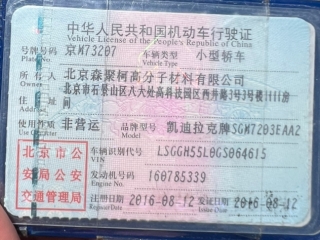 中华人民共和国机动车行驶证
Vehicle License of the People's Republic of China
号牌号码 京M73207 车辆类型 小型轿车
Plate No. Vehicle Type
所有人 北京森聚柯高分子材料有限公司
Owner
住址 北京市石景山区八大处高科技园区西井路3号3号楼1111房间
Address
使用性质 非营运 品牌型号 凯迪拉克牌SGM7203EAA2
Use Character Model
北京市公安局公安交通管理局
车辆识别代号 LSGGH55L0GS064615
VIN
发动机号码 160785339
Engine No.
注册日期 2016-08-12 发证日期 2016-08-12
Register Date Issue Date